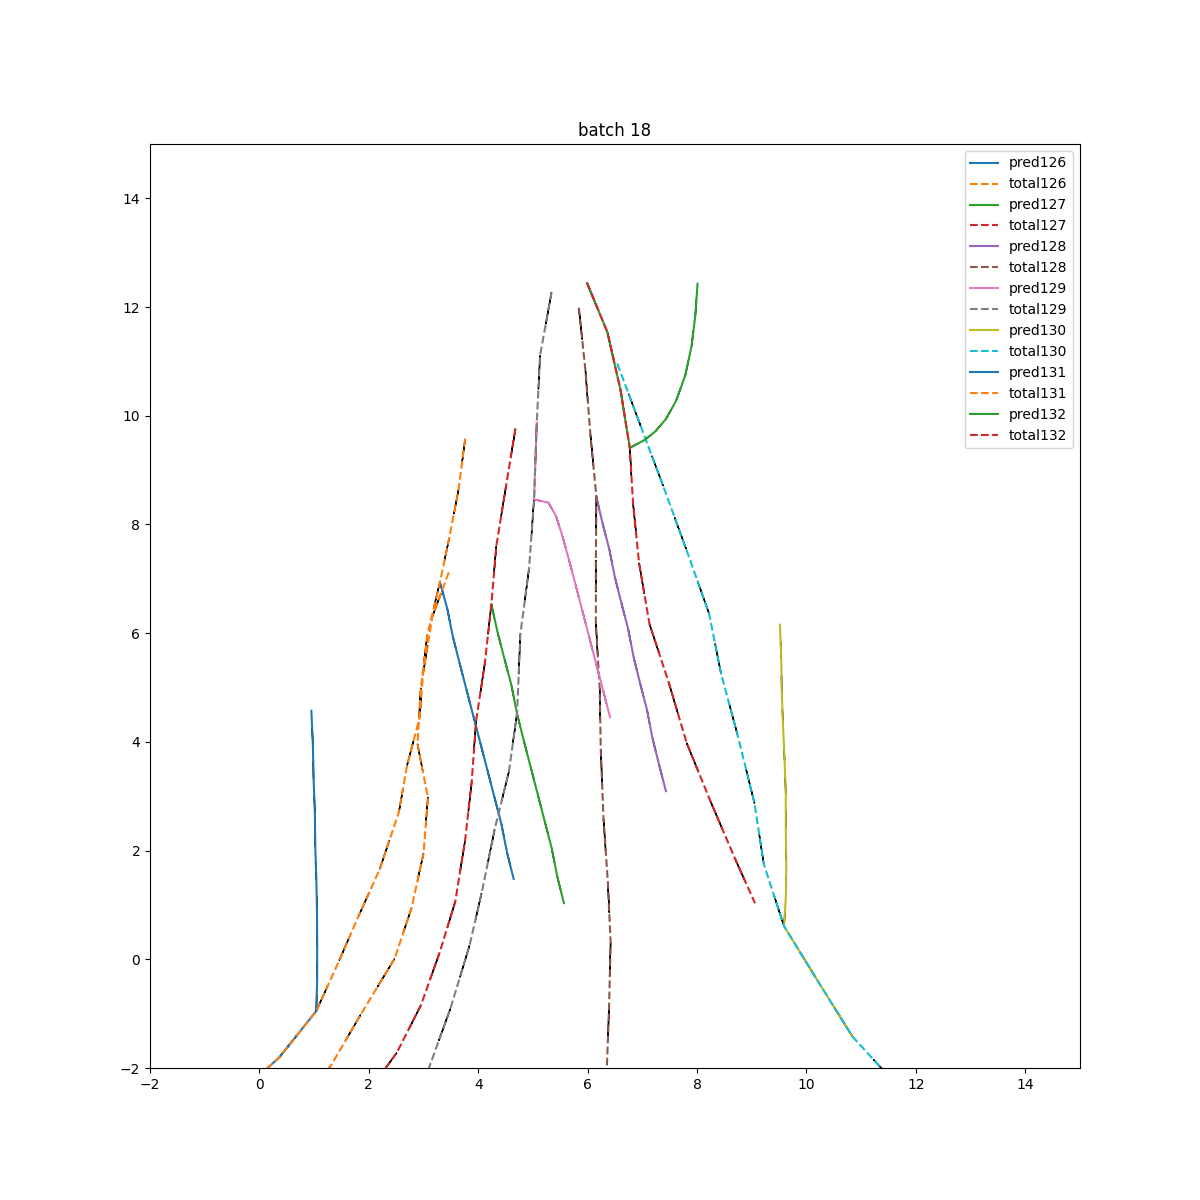 batch 18
pred126
total126
pred127
total127
pred128
total128
pred129
total129
pred130
total130
pred131
total131
pred132
total132
14
12
10
8
6
4
2
0
−2
−2 0 2 4 6 8 10 12 14